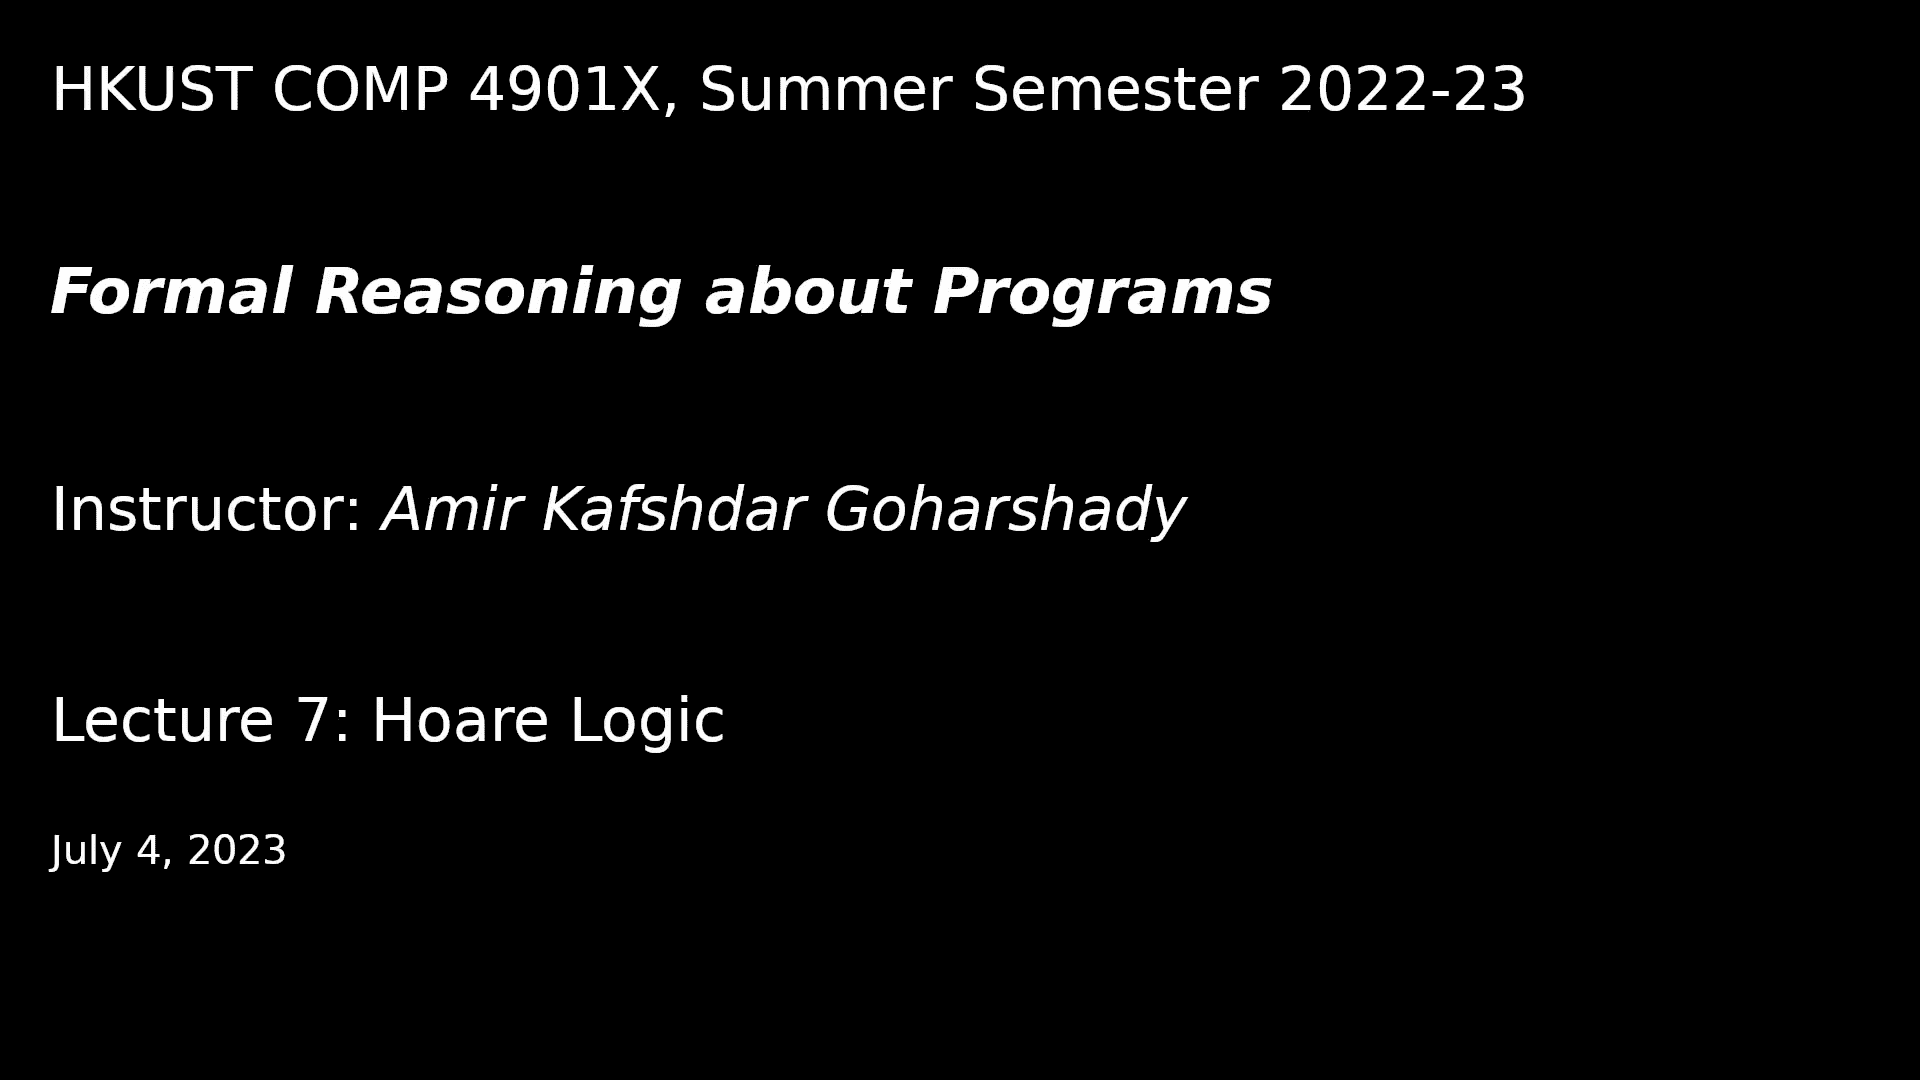 HKUST COMP 4901X, Summer Semester 2022-23
Formal Reasoning about Programs
Instructor: Amir Kafshdar Goharshady
Lecture 7: Hoare Logic
July 4, 2023